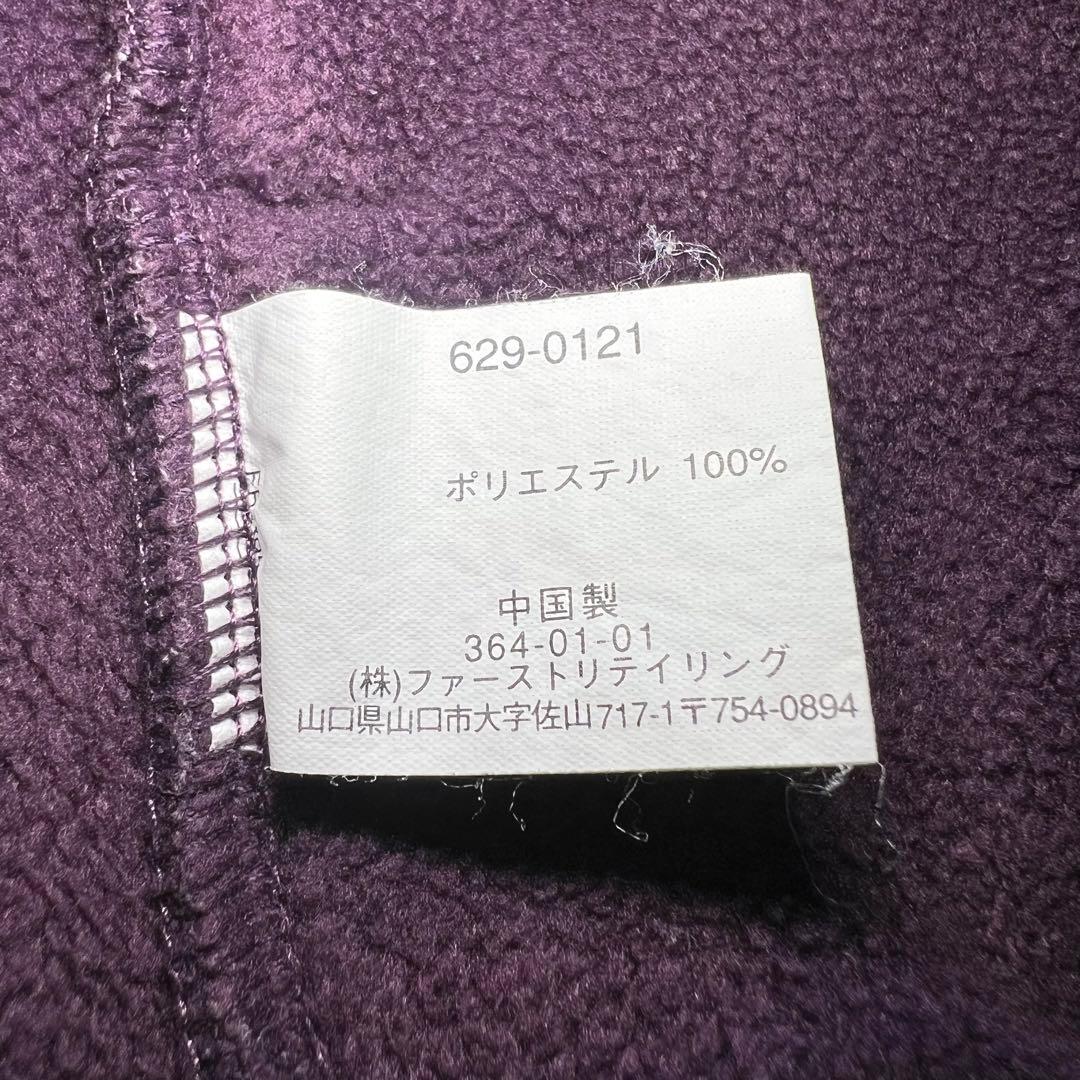 629-0121
ポリエステル 100%
中国製
364-01-01
(株)ファーストリテイリング
山口県山口市大字佐山717-1〒754-0894